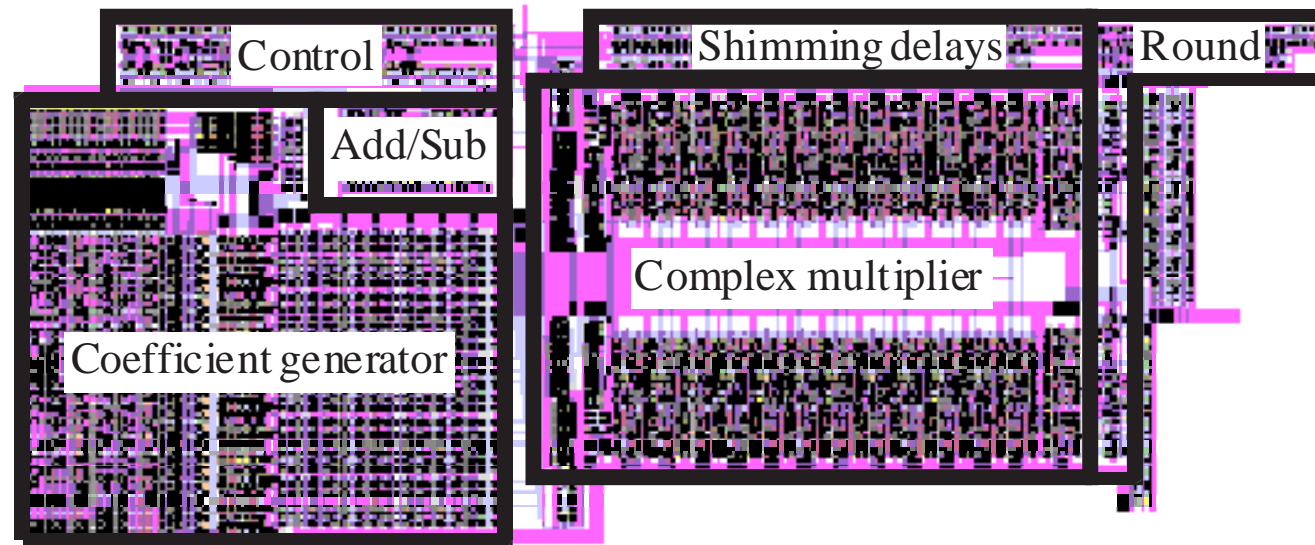 Control
Shimming delays
Round
Add/Sub
Complex multiplier
Coefficient generator